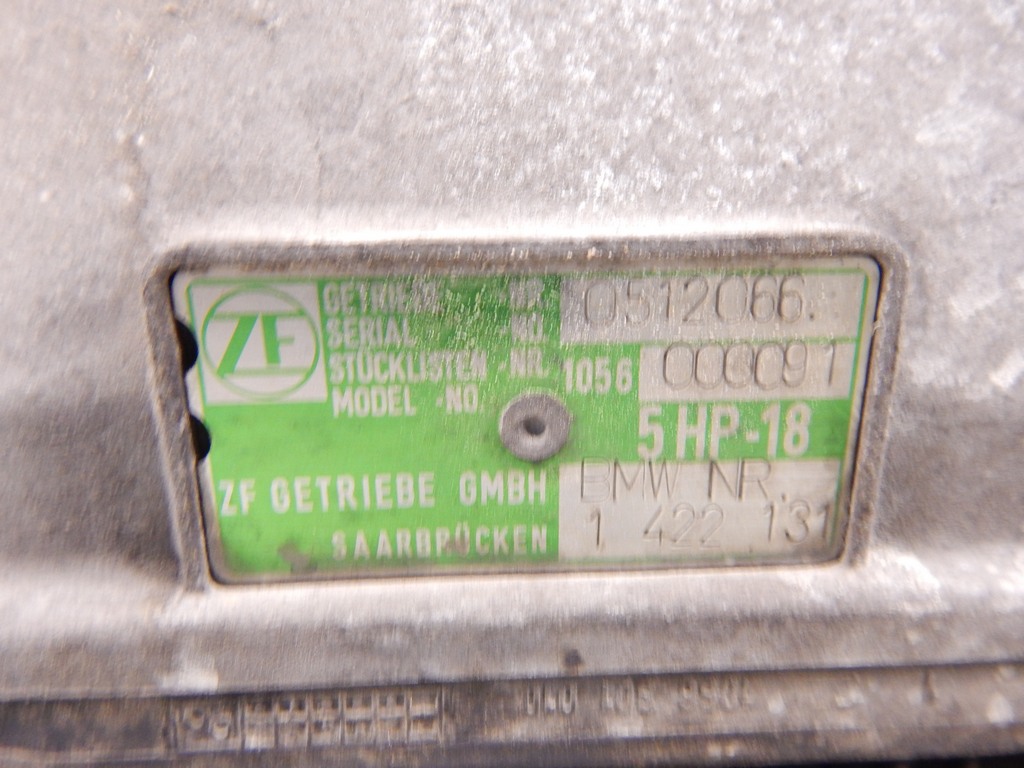 ZF
GETRIEBE - NR. 0512066.
SERIAL -NO.
STÜCKLISTEN -NR. 1056 000091
MODEL -NO.
5 HP-18
ZF GETRIEBE GMBH BMW NR.
SAARBRÜCKEN 1 422 131